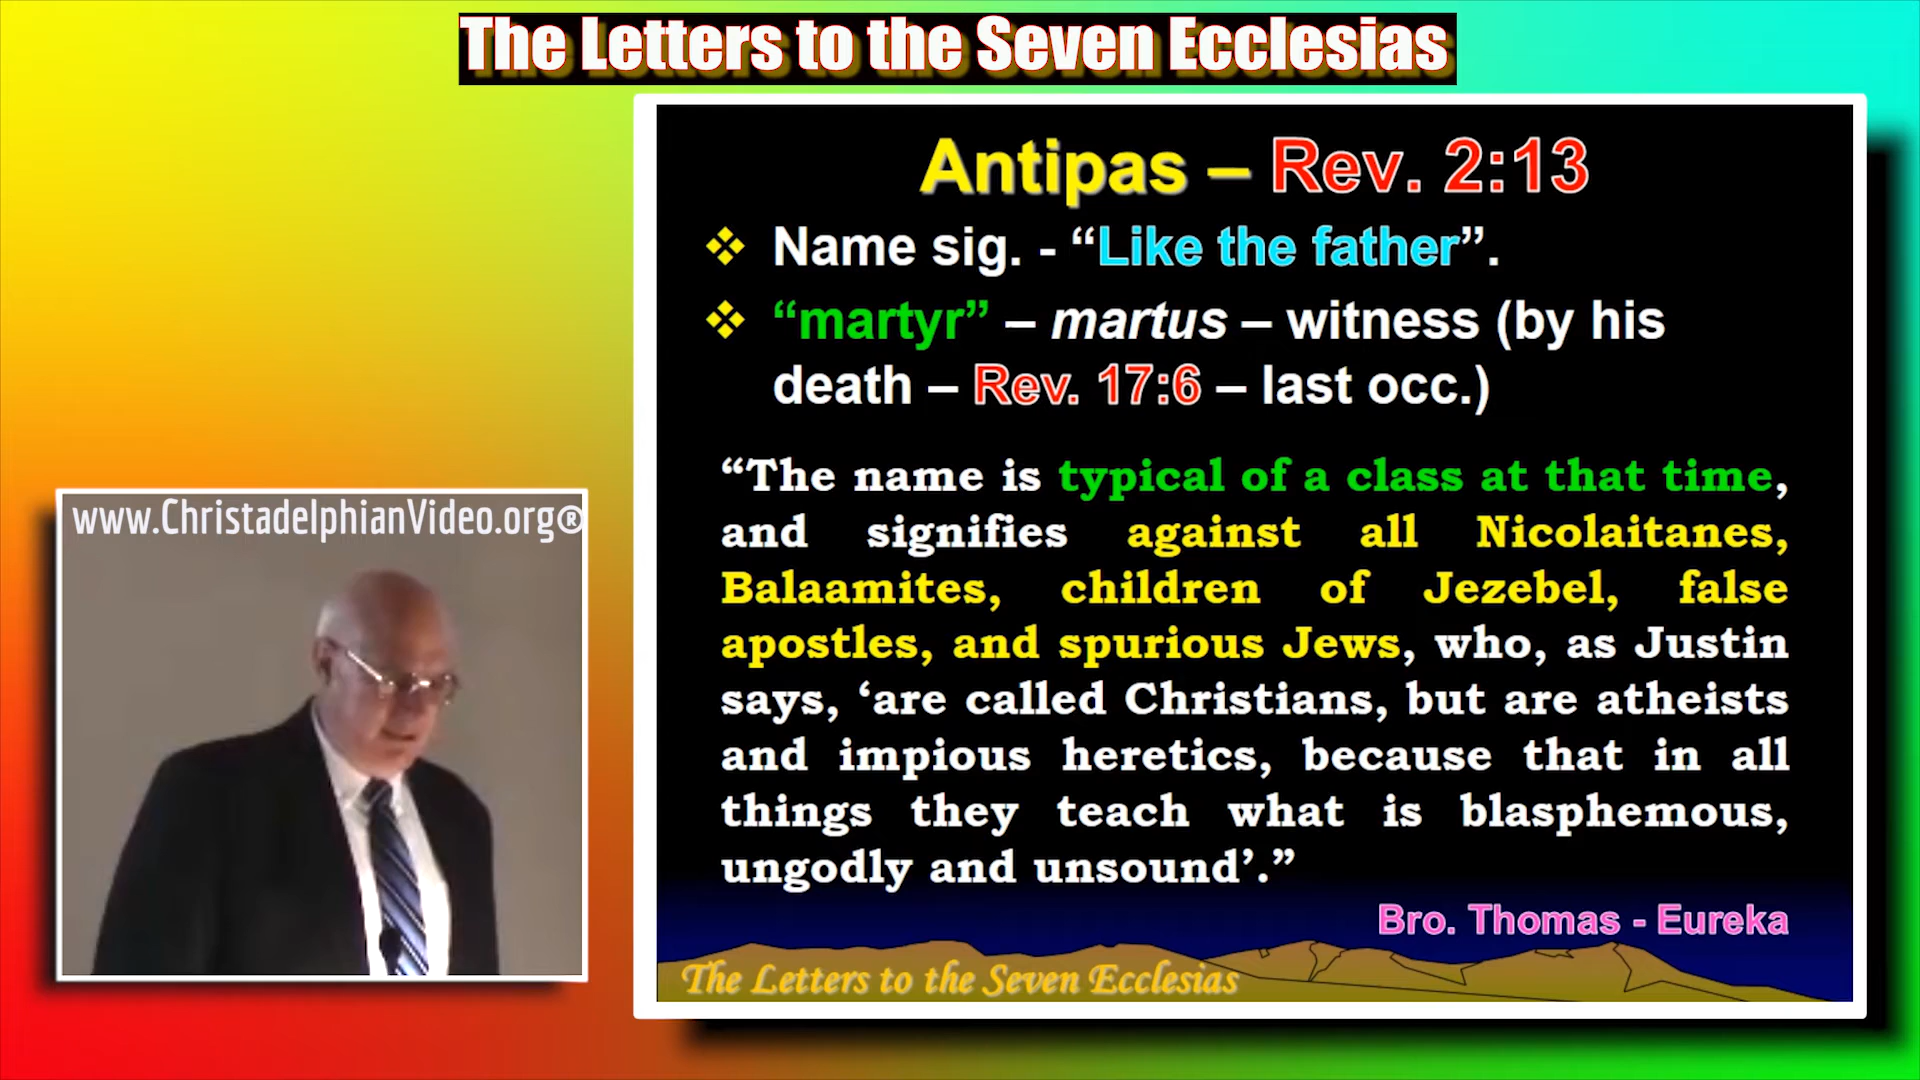 The Letters to the Seven Ecclesias
Antipas – Rev. 2:13
Name sig. - “Like the father”.
“martyr” – martus – witness (by his
death – Rev. 17:6 – last occ.)
“The name is typical of a class at that time,
and signifies against all Nicolaitanes,
Balaamites, children of Jezebel, false
apostles, and spurious Jews, who, as Justin
says, ‘are called Christians, but are atheists
and impious heretics, because that in all
things they teach what is blasphemous,
ungodly and unsound’.”
Bro. Thomas - Eureka
The Letters to the Seven Ecclesias
www.ChristadelphianVideo.org®